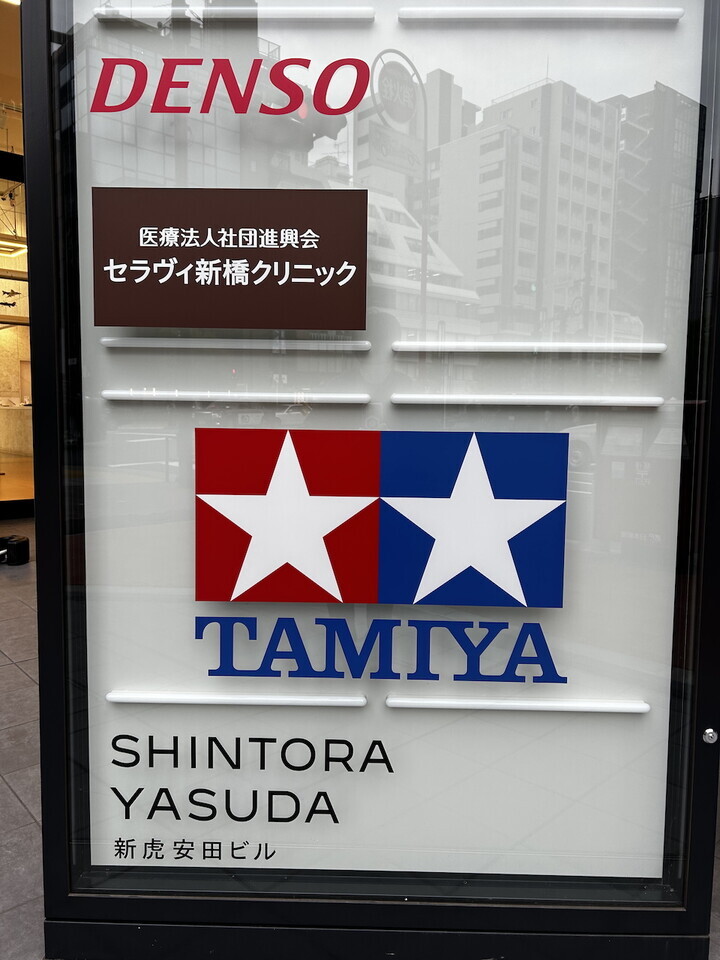 DENSO
医療法人社団進興会
セラヴィ新橋クリニック
TAMIYA
SHINTORA
YASUDA
新虎安田ビル